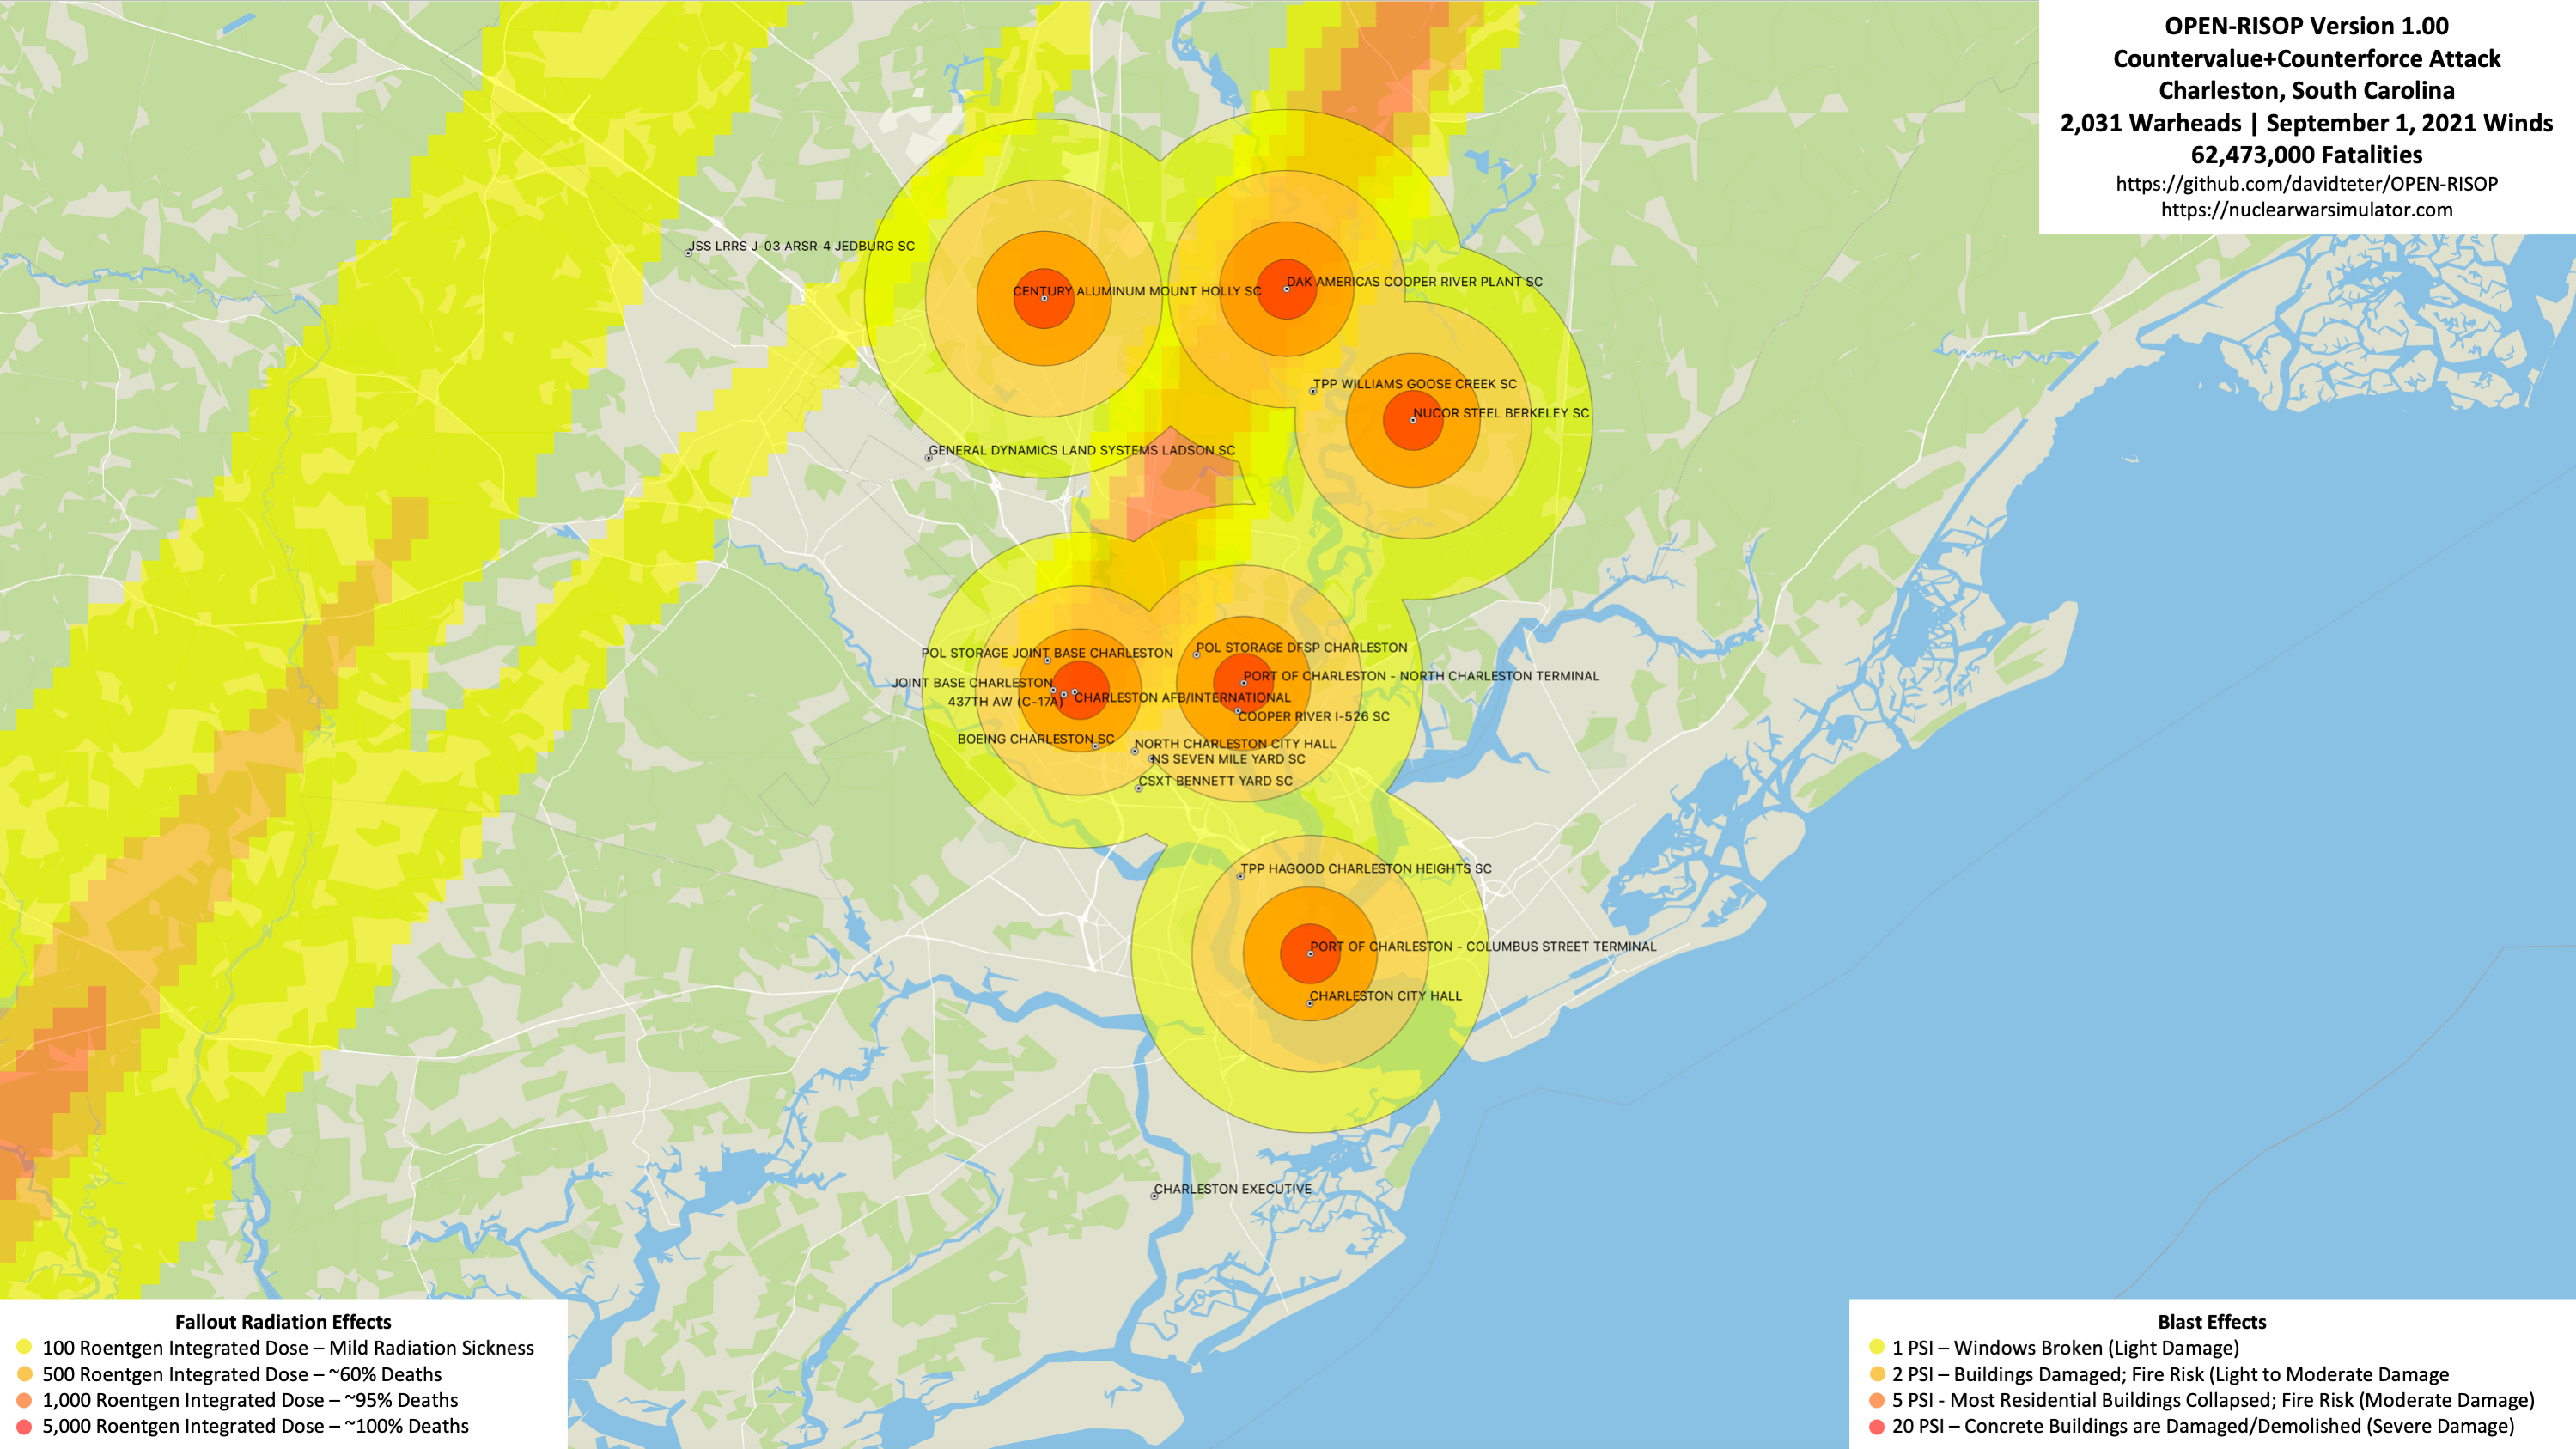 OPEN-RISOP Version 1.00
Countervalue+Counterforce Attack
Charleston, South Carolina
2,031 Warheads | September 1, 2021 Winds
62,473,000 Fatalities
https://github.com/davidteter/OPEN-RISOP
https://nuclearwarsimulator.com
JSS LRRS J-03 ARSR-4 JEDBURG SC
DAK AMERICAS COOPER RIVER PLANT SC
CENTURY ALUMINUM MOUNT HOLLY SC
TPP WILLIAMS GOOSE CREEK SC
NUCOR STEEL BERKELEY SC
GENERAL DYNAMICS LAND SYSTEMS LADSON SC
POL STORAGE DFSP CHARLESTON
POL STORAGE JOINT BASE CHARLESTON
PORT OF CHARLESTON - NORTH CHARLESTON TERMINAL
JOINT BASE CHARLESTON
CHARLESTON AFB/INTERNATIONAL
437TH AW (C-17A)
COOPER RIVER I-526 SC
BOEING CHARLESTON SC
NORTH CHARLESTON CITY HALL
NS SEVEN MILE YARD SC
CSXT BENNETT YARD SC
TPP HAGOOD CHARLESTON HEIGHTS SC
PORT OF CHARLESTON - COLUMBUS STREET TERMINAL
CHARLESTON CITY HALL
CHARLESTON EXECUTIVE
Fallout Radiation Effects
100 Roentgen Integrated Dose – Mild Radiation Sickness
500 Roentgen Integrated Dose – ~60% Deaths
1,000 Roentgen Integrated Dose – ~95% Deaths
5,000 Roentgen Integrated Dose – ~100% Deaths
Blast Effects
1 PSI – Windows Broken (Light Damage)
2 PSI – Buildings Damaged; Fire Risk (Light to Moderate Damage
5 PSI - Most Residential Buildings Collapsed; Fire Risk (Moderate Damage)
20 PSI – Concrete Buildings are Damaged/Demolished (Severe Damage)